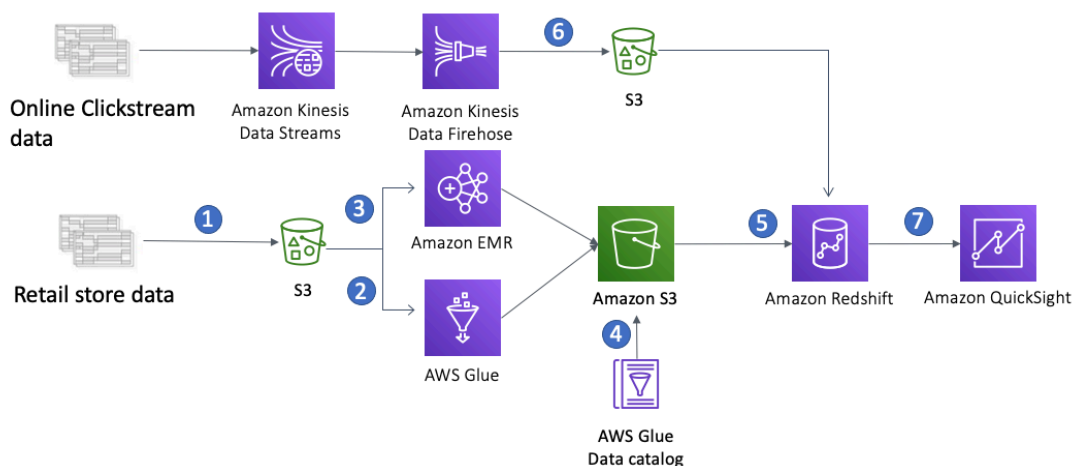 6
Online Clickstream
data
Amazon Kinesis
Data Streams
Amazon Kinesis
Data Firehose
S3
1
3
Amazon EMR
Retail store data
S3
2
AWS Glue
Amazon S3
5
Amazon Redshift
7
Amazon QuickSight
4
AWS Glue
Data catalog